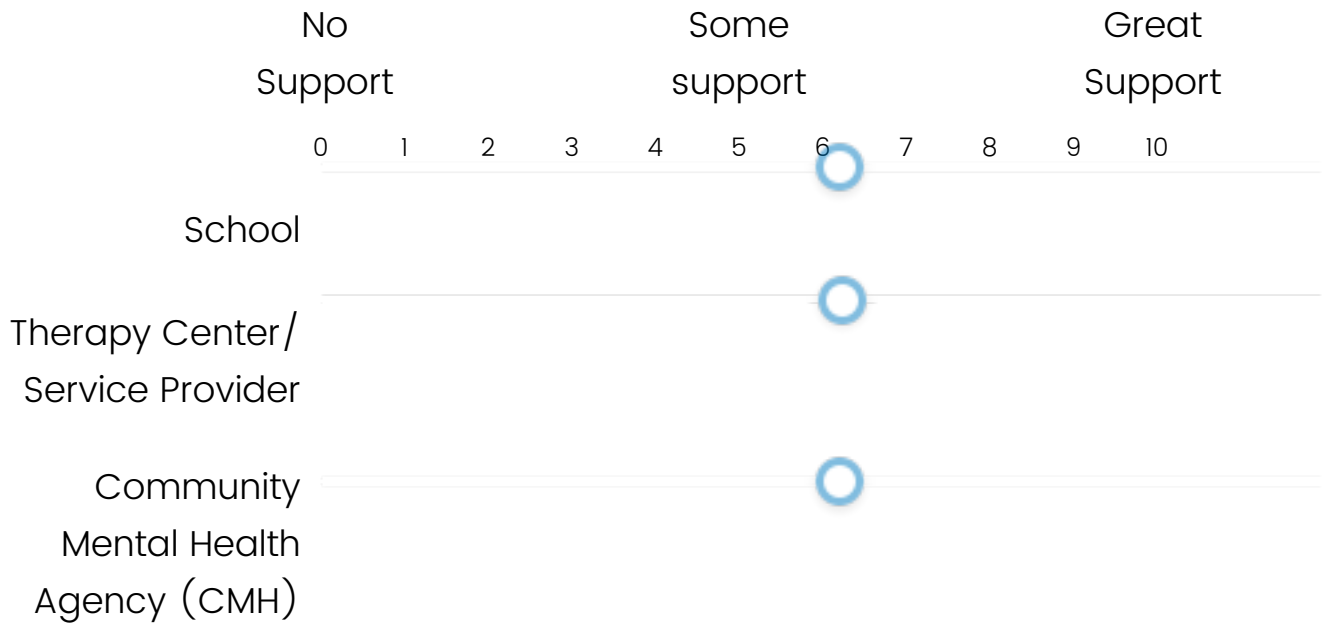 No Some Great
Support support Support
0 1 2 3 4 5 6 7 8 9 10
School
Therapy Center/
Service Provider
Community
Mental Health
Agency (CMH)